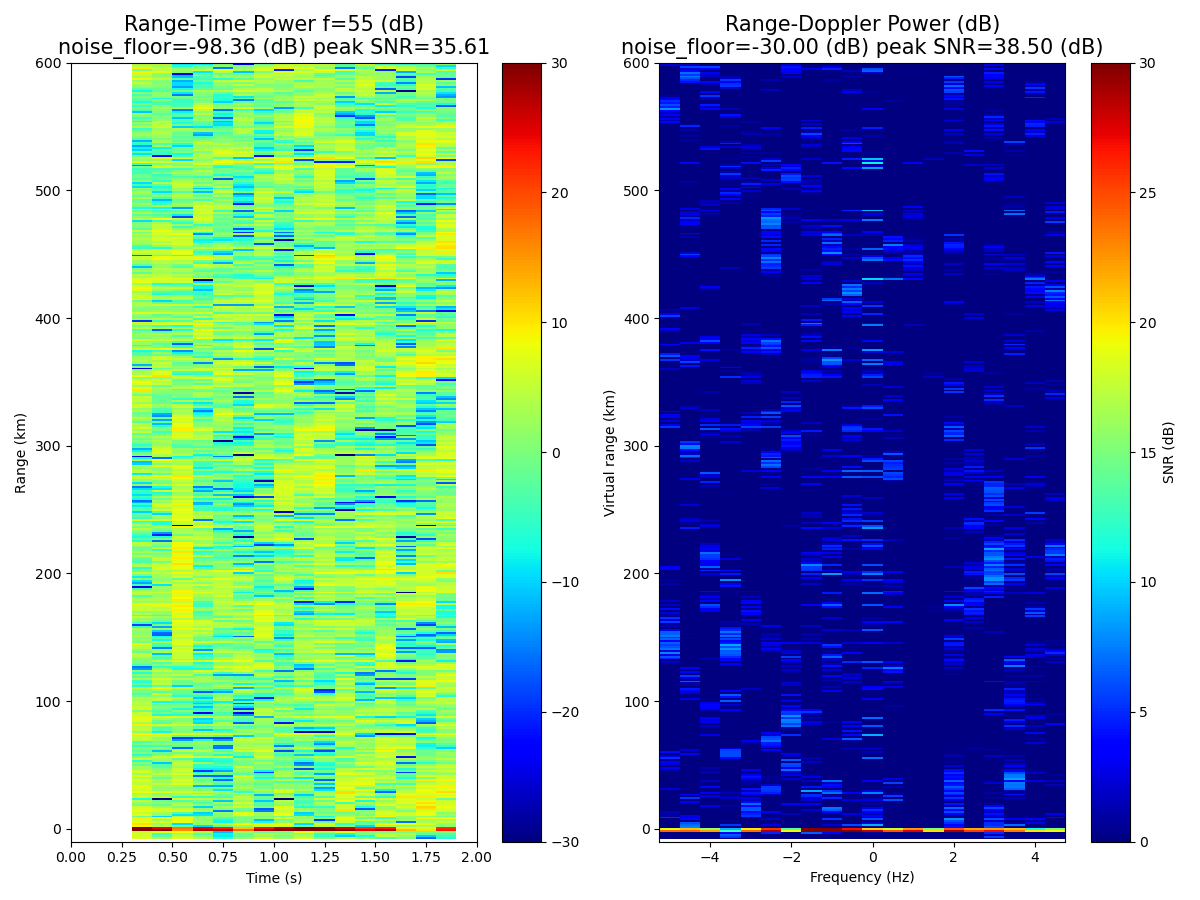 Range-Time Power f=55 (dB)
noise_floor=-98.36 (dB) peak SNR=35.61
Range-Doppler Power (dB)
noise_floor=-30.00 (dB) peak SNR=38.50 (dB)
600
500
400
300
200
100
0
Range (km)
0.00 0.25 0.50 0.75 1.00 1.25 1.50 1.75 2.00
Time (s)
30
20
10
0
−10
−20
−30
600
500
400
300
200
100
0
Virtual range (km)
−4 −2 0 2 4
Frequency (Hz)
30
25
20
15
10
5
0
SNR (dB)